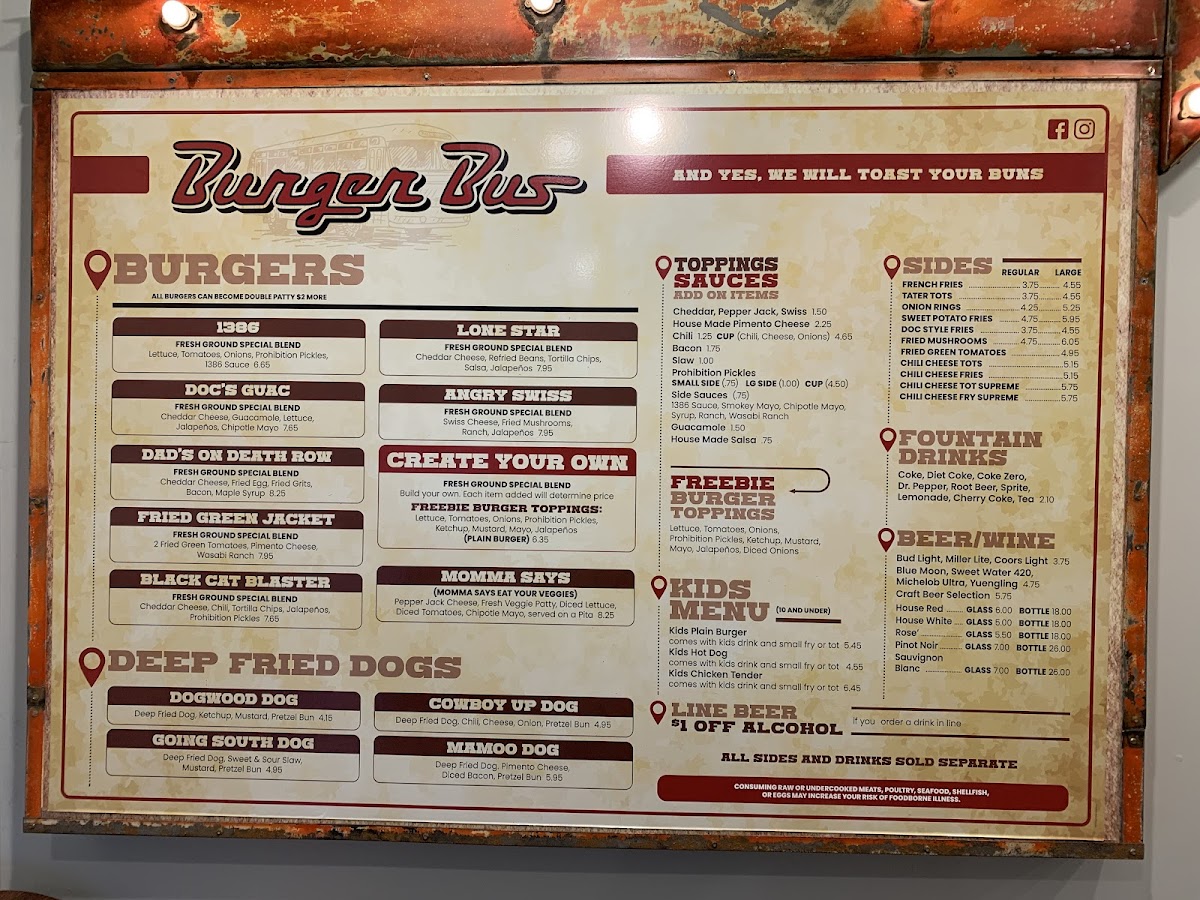 Burger Bus
AND YES, WE WILL TOAST YOUR BUNS
BURGERS
ALL BURGERS CAN BECOME DOUBLE PATTY $2 MORE
1386
FRESH GROUND SPECIAL BLEND
Lettuce, Tomatoes, Onions, Prohibition Pickles,
1386 Sauce 6.65
DOC'S GUAC
FRESH GROUND SPECIAL BLEND
Cheddar Cheese, Guacamole, Lettuce,
Jalapeños, Chipotle Mayo 7.65
DAD'S ON DEATH ROW
FRESH GROUND SPECIAL BLEND
Cheddar Cheese, Fried Egg, Fried Grits,
Bacon, Maple Syrup 8.25
FRIED GREEN JACKET
FRESH GROUND SPECIAL BLEND
2 Fried Green Tomatoes, Pimento Cheese,
Wasabi Ranch 7.95
BLACK CAT BLASTER
FRESH GROUND SPECIAL BLEND
Cheddar Cheese, Chili, Tortilla Chips, Jalapeños,
Prohibition Pickles 7.65
LONE STAR
FRESH GROUND SPECIAL BLEND
Cheddar Cheese, Refried Beans, Tortilla Chips,
Salsa, Jalapeños 7.95
ANGRY SWISS
FRESH GROUND SPECIAL BLEND
Swiss Cheese, Fried Mushrooms,
Ranch, Jalapeños 7.95
CREATE YOUR OWN
FRESH GROUND SPECIAL BLEND
Build your own. Each item added will determine price
FREEBIE BURGER TOPPINGS:
Lettuce, Tomatoes, Onions, Prohibition Pickles,
Ketchup, Mustard, Mayo, Jalapeños
(PLAIN BURGER) 6.35
MOMMA SAYS
(MOMMA SAYS EAT YOUR VEGGIES)
Pepper Jack Cheese, Fresh Veggie Patty, Diced Lettuce,
Diced Tomatoes, Chipotle Mayo, served on a Pita 8.25
DEEP FRIED DOGS
DOGWOOD DOG
Deep Fried Dog, Ketchup, Mustard, Pretzel Bun 4.15
GOING SOUTH DOG
Deep Fried Dog, Sweet & Sour Slaw,
Mustard, Pretzel Bun 4.95
COWBOY UP DOG
Deep Fried Dog, Chili, Cheese, Onion, Pretzel Bun 4.95
MAMOO DOG
Deep Fried Dog, Pimento Cheese,
Diced Bacon, Pretzel Bun 5.95
TOPPINGS
SAUCES
ADD ON ITEMS
Cheddar, Pepper Jack, Swiss 1.50
House Made Pimento Cheese 2.25
Chili 1.25 CUP (Chili, Cheese, Onions) 4.65
Bacon 1.75
Slaw 1.00
Prohibition Pickles
SMALL SIDE (.75) LG SIDE (1.00) CUP (4.50)
Side Sauces (.75)
1386 Sauce, Smokey Mayo, Chipotle Mayo,
Syrup, Ranch, Wasabi Ranch
Guacamole 1.50
House Made Salsa .75
FREEBIE
BURGER
TOPPINGS
Lettuce, Tomatoes, Onions,
Prohibition Pickles, Ketchup, Mustard,
Mayo, Jalapeños, Diced Onions
KIDS
MENU (10 AND UNDER)
Kids Plain Burger
comes with kids drink and small fry or tot 5.45
Kids Hot Dog
comes with kids drink and small fry or tot 4.55
Kids Chicken Tender
comes with kids drink and small fry or tot 6.45
LINE BEER
$1 OFF ALCOHOL If you order a drink in line
SIDES REGULAR LARGE
FRENCH FRIES 3.75 4.55
TATER TOTS 3.75 4.55
ONION RINGS 4.25 5.25
SWEET POTATO FRIES 4.75 5.95
DOC STYLE FRIES 3.75 4.55
FRIED MUSHROOMS 4.75 6.05
FRIED GREEN TOMATOES 4.95
CHILI CHEESE TOTS 5.15
CHILI CHEESE FRIES 5.15
CHILI CHEESE TOT SUPREME 5.75
CHILI CHEESE FRY SUPREME 5.75
FOUNTAIN
DRINKS
Coke, Diet Coke, Coke Zero,
Dr. Pepper, Root Beer, Sprite,
Lemonade, Cherry Coke, Tea 2.10
BEER/WINE
Bud Light, Miller Lite, Coors Light 3.75
Blue Moon, Sweet Water 420,
Michelob Ultra, Yuengling 4.75
Craft Beer Selection 5.75
House Red GLASS 6.00 BOTTLE 18.00
House White GLASS 5.00 BOTTLE 18.00
Rose' GLASS 5.50 BOTTLE 18.00
Pinot Noir GLASS 7.00 BOTTLE 26.00
Sauvignon
Blanc GLASS 7.00 BOTTLE 26.00
ALL SIDES AND DRINKS SOLD SEPARATE
CONSUMING RAW OR UNDERCOOKED MEATS, POULTRY, SEAFOOD, SHELLFISH,
OR EGGS MAY INCREASE YOUR RISK OF FOODBORNE ILLNESS.